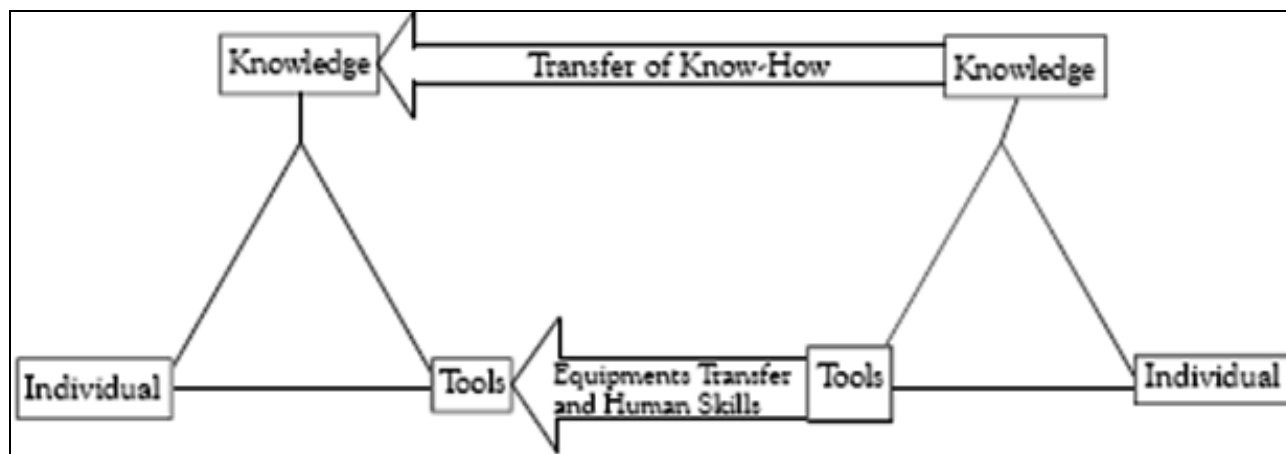 Knowledge
Transfer of Know-How
Knowledge
Individual
Tools
Equipments Transfer
and Human Skills
Tools
Individual